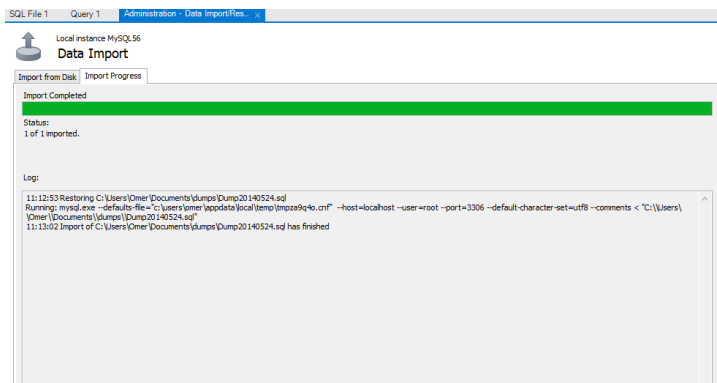 SQL File 1 Query 1 Administration - Data Import/Res... ×
Local instance MySQL56
Data Import
Import from Disk Import Progress
Import Completed
Status:
1 of 1 imported.
Log:
11:12:53 Restoring C:\Users\Omer\Documents\dumps\Dump20140524.sql
Running: mysql.exe --defaults-file="c:\users\omer\appdata\local\temp\tmpza9q4o.cnf" --host=localhost --user=root --port=3306 --default-character-set=utf8 --comments < "C:\\Users\
\Omer\\Documents\\dumps\\Dump20140524.sql"
11:13:02 Import of C:\Users\Omer\Documents\dumps\Dump20140524.sql has finished